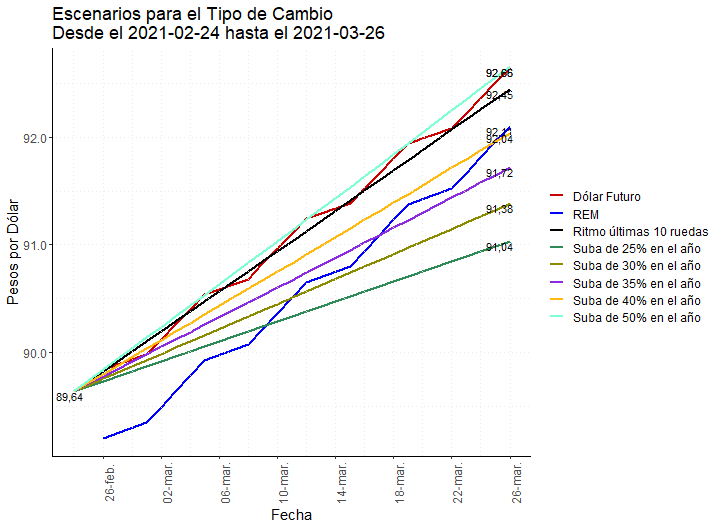 Escenarios para el Tipo de Cambio
Desde el 2021-02-24 hasta el 2021-03-26
Pesos por Dólar
92.0
91.0
90.0
89,64
92,45
92,04
91,72
91,38
91,04
26-feb.
02-mar.
06-mar.
10-mar.
14-mar.
18-mar.
22-mar.
26-mar.
Fecha
Dólar Futuro
REM
Ritmo últimas 10 ruedas
Suba de 25% en el año
Suba de 30% en el año
Suba de 35% en el año
Suba de 40% en el año
Suba de 50% en el año